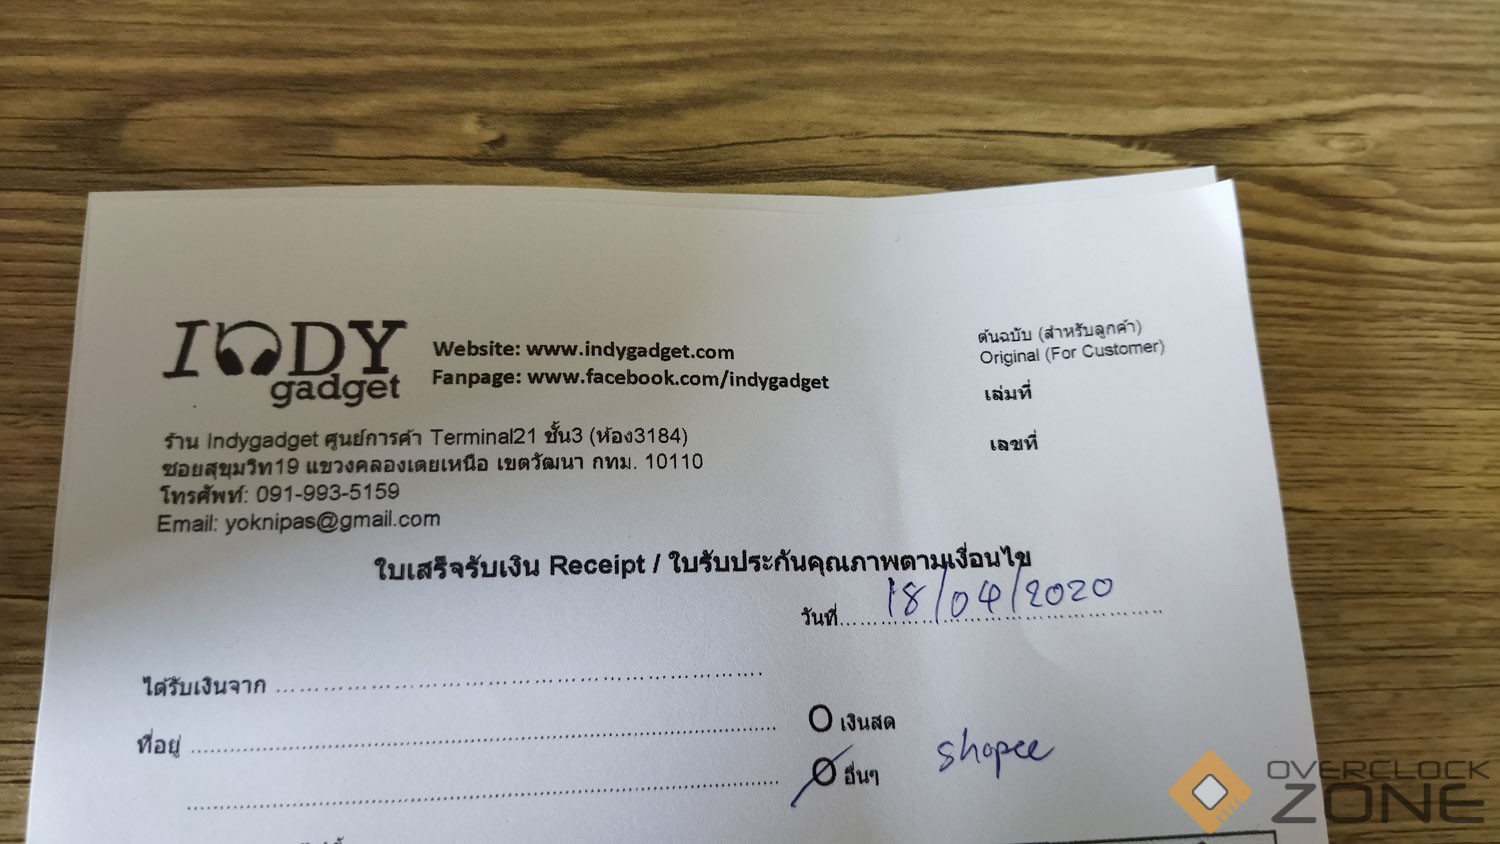 INDY
gadget
Website: www.indygadget.com
Fanpage: www.facebook.com/indygadget
ต้นฉบับ (สำหรับลูกค้า)
Original (For Customer)
เล่มที่
เลขที่
ร้าน Indygadget ศูนย์การค้า Terminal21 ชั้น3 (ห้อง3184)
ซอยสุขุมวิท19 แขวงคลองเตยเหนือ เขตวัฒนา กทม. 10110
โทรศัพท์: 091-993-5159
Email: yoknipas@gmail.com
ใบเสร็จรับเงิน Receipt / ใบรับประกันคุณภาพตามเงื่อนไข
วันที่ 18/04/2020
ได้รับเงินจาก
ที่อยู่
เงินสด
อื่นๆ shopee
OVERCLOCK
ZONE